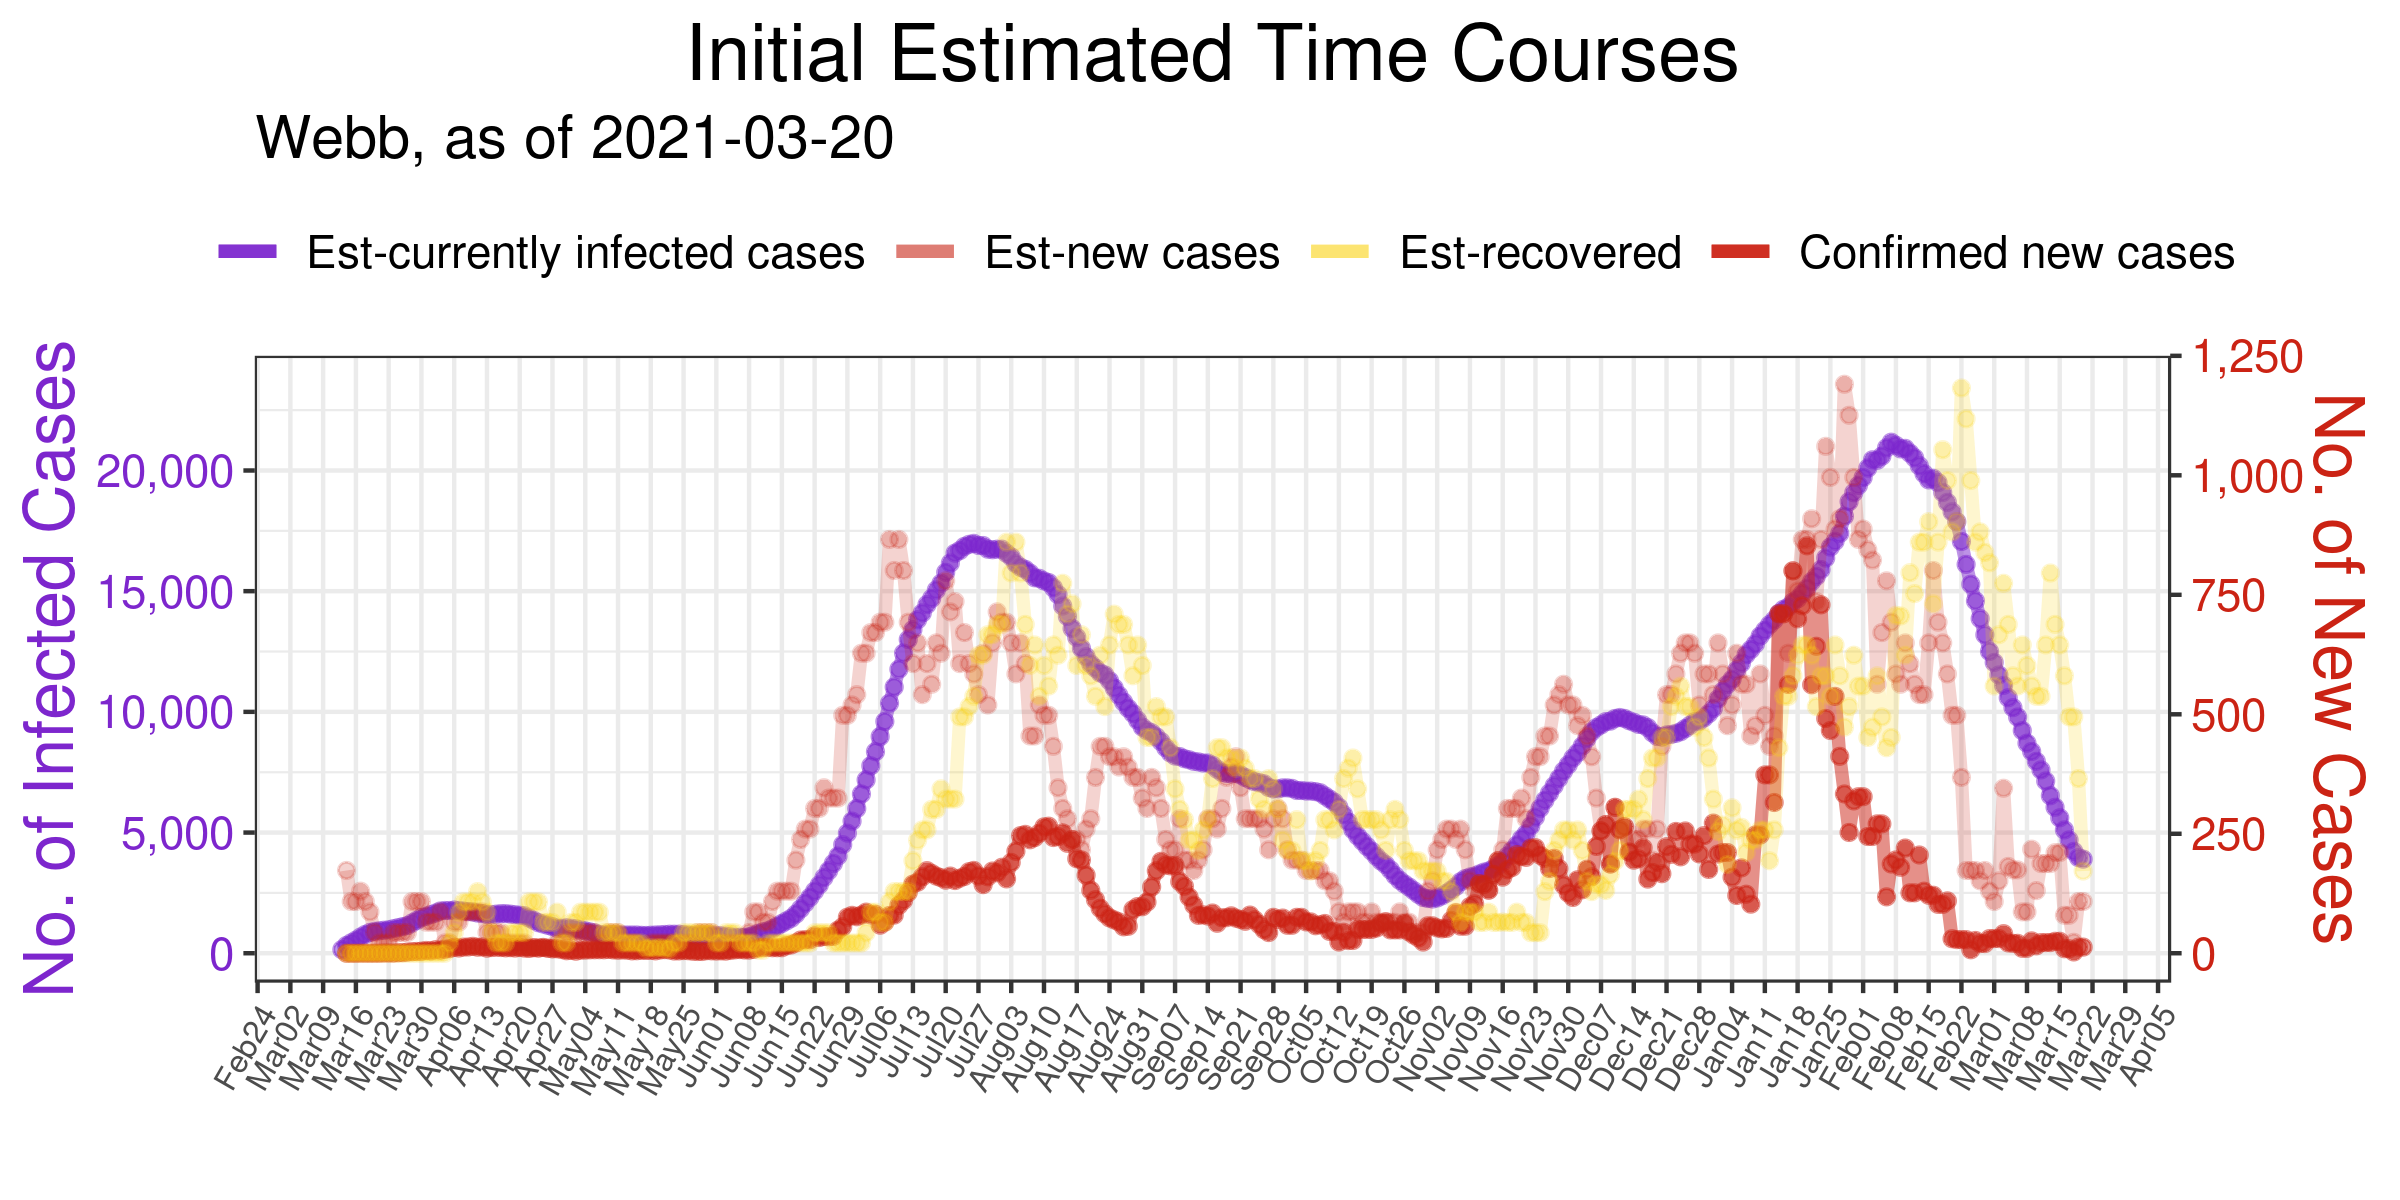 Initial Estimated Time Courses
Webb, as of 2021-03-20
Est-currently infected cases
Est-new cases
Est-recovered
Confirmed new cases
No. of Infected Cases
20,000
15,000
10,000
5,000
0
1,250
1,000
750
500
250
0
No. of New Cases
Feb24
Mar02
Mar09
Mar16
Mar23
Mar30
Apr06
Apr13
Apr20
Apr27
May04
May11
May18
May25
Jun01
Jun08
Jun15
Jun22
Jun29
Jul06
Jul13
Jul20
Jul27
Aug03
Aug10
Aug17
Aug24
Aug31
Sep07
Sep14
Sep21
Sep28
Oct05
Oct12
Oct19
Oct26
Nov02
Nov09
Nov16
Nov23
Nov30
Dec07
Dec14
Dec21
Dec28
Jan04
Jan11
Jan18
Jan25
Feb01
Feb08
Feb15
Feb22
Mar01
Mar08
Mar15
Mar22
Mar29
Apr05